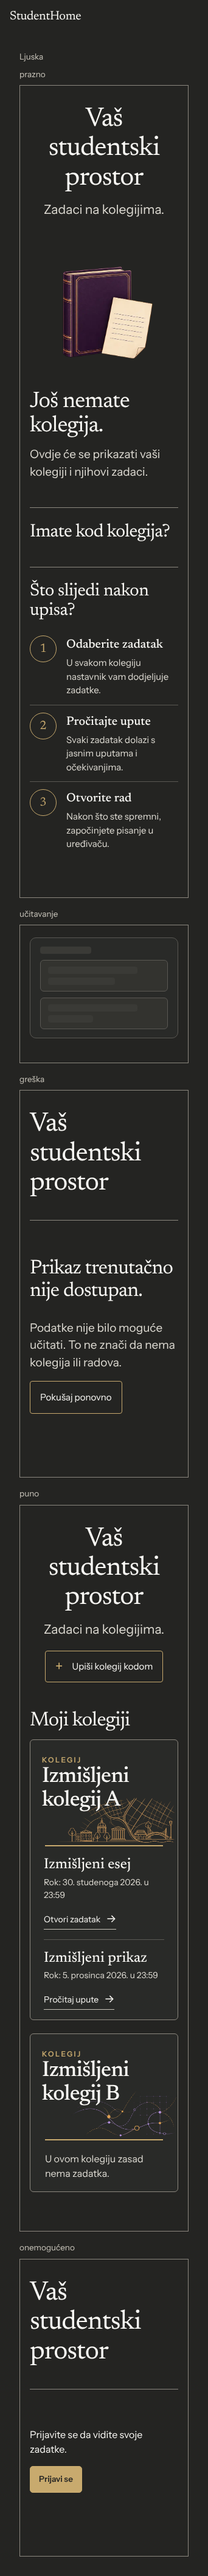 StudentHome
Ljuska
prazno
Vaš
studentski
prostor
Zadaci na kolegijima.
Još nemate
kolegija.
Ovdje će se prikazati vaši
kolegiji i njihovi zadaci.
Imate kod kolegija?
Što slijedi nakon
upisa?
1
Odaberite zadatak
U svakom kolegiju
nastavnik vam dodjeljuje
zadatke.
2
Pročitajte upute
Svaki zadatak dolazi s
jasnim uputama i
očekivanjima.
3
Otvorite rad
Nakon što ste spremni,
započinjete pisanje u
uređivaču.
učitavanje
greška
Vaš
studentski
prostor
Prikaz trenutačno
nije dostupan.
Podatke nije bilo moguće
učitati. To ne znači da nema
kolegija ili radova.
Pokušaj ponovno
puno
Vaš
studentski
prostor
Zadaci na kolegijima.
+ Upiši kolegij kodom
Moji kolegiji
KOLEGIJ
Izmišljeni
kolegij A
Izmišljeni esej
Rok: 30. studenoga 2026. u
23:59
Otvori zadatak →
Izmišljeni prikaz
Rok: 5. prosinca 2026. u 23:59
Pročitaj upute →
KOLEGIJ
Izmišljeni
kolegij B
U ovom kolegiju zasad
nema zadatka.
onemogućeno
Vaš
studentski
prostor
Prijavite se da vidite svoje
zadatke.
Prijavi se